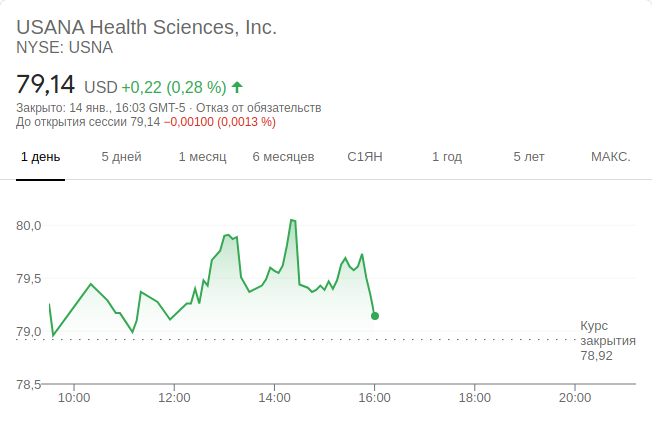 USANA Health Sciences, Inc.
NYSE: USNA
79,14 USD +0,22 (0,28 %)
Закрыто: 14 янв., 16:03 GMT-5 · Отказ от обязательств
До открытия сессии 79,14 −0,00100 (0,0013 %)
1 день 5 дней 1 месяц 6 месяцев С1ЯН 1 год 5 лет МАКС.
80,0
79,5
79,0
78,5
Курс
закрытия
78,92
10:00 12:00 14:00 16:00 18:00 20:00